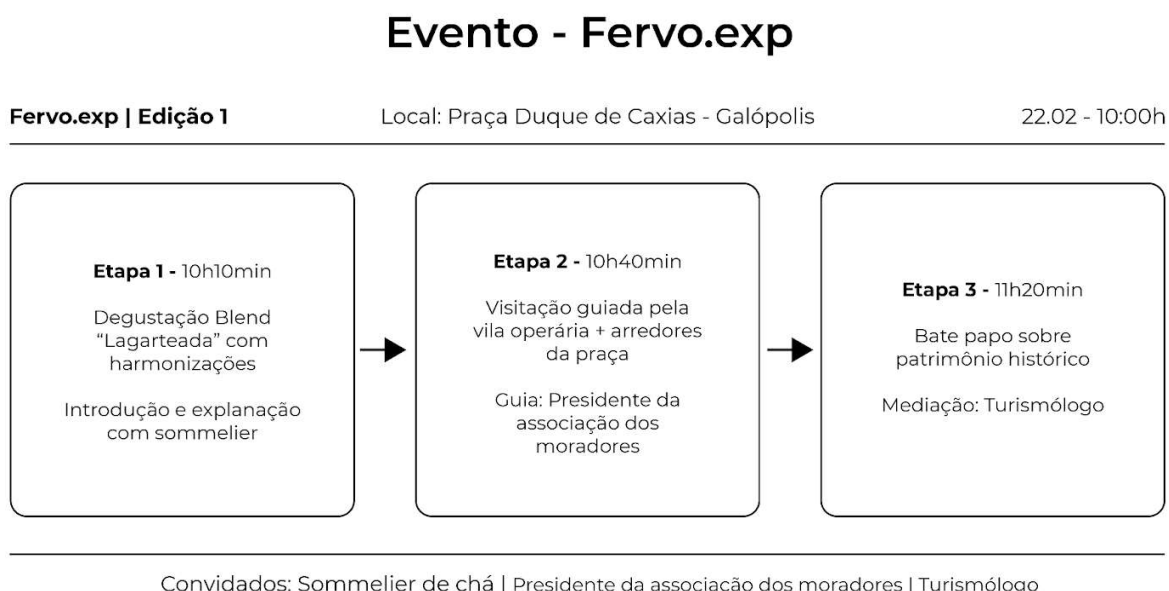 Evento - Fervo.exp
Fervo.exp | Edição 1
Local: Praça Duque de Caxias - Galópolis
22.02 - 10:00h
Etapa 1 - 10h10min
Degustação Blend
“Lagarteada” com
harmonizações
Introdução e explanação
com sommelier
Etapa 2 - 10h40min
Visitação guiada pela
vila operária + arredores
da praça
Guia: Presidente da
associação dos
moradores
Etapa 3 - 11h20min
Bate papo sobre
patrimônio histórico
Mediação: Turismólogo
Convidados: Sommelier de chá | Presidente da associação dos moradores | Turismólogo